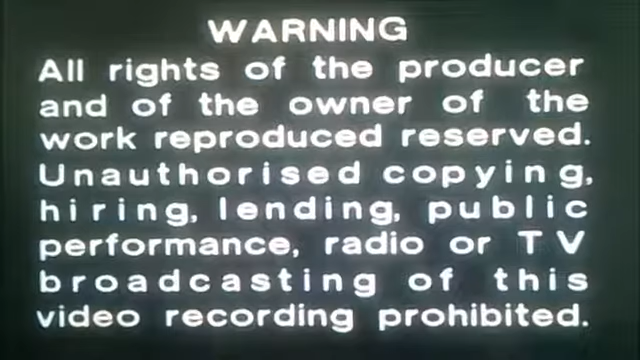 WARNING
All rights of the producer
and of the owner of the
work reproduced reserved.
Unauthorised copying,
hiring, lending, public
performance, radio or TV
broadcasting of this
video recording prohibited.